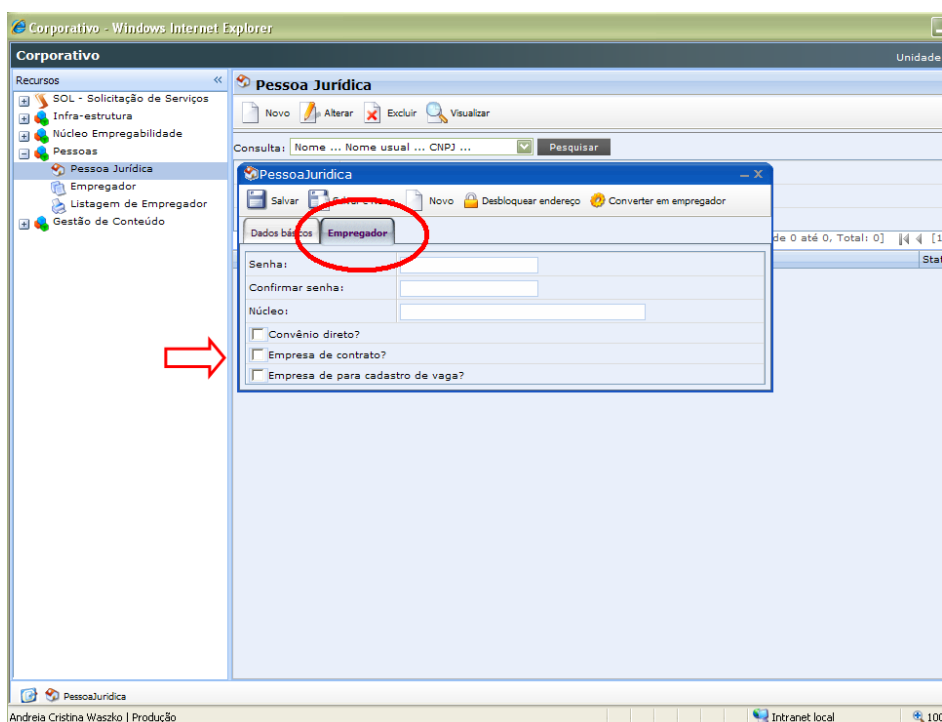 Corporativo - Windows Internet Explorer
Corporativo
Unidade
Recursos
SOL - Solicitação de Serviços
Infra-estrutura
Núcleo Empregabilidade
Pessoas
Pessoa Jurídica
Empregador
Listagem de Empregador
Gestão de Conteúdo
Pessoa Jurídica
Novo Alterar Excluir Visualizar
Consulta: Nome ... Nome usual ... CNPJ ... Pesquisar
PessoaJuridica
Salvar Novo Desbloquear endereço Converter em empregador
Dados básicos Empregador
de 0 até 0, Total: 0] [1
Stat
Senha:
Confirmar senha:
Núcleo:
Convênio direto?
Empresa de contrato?
Empresa de para cadastro de vaga?
PessoaJuridica
Andreia Cristina Waszko | Produção
Intranet local
100